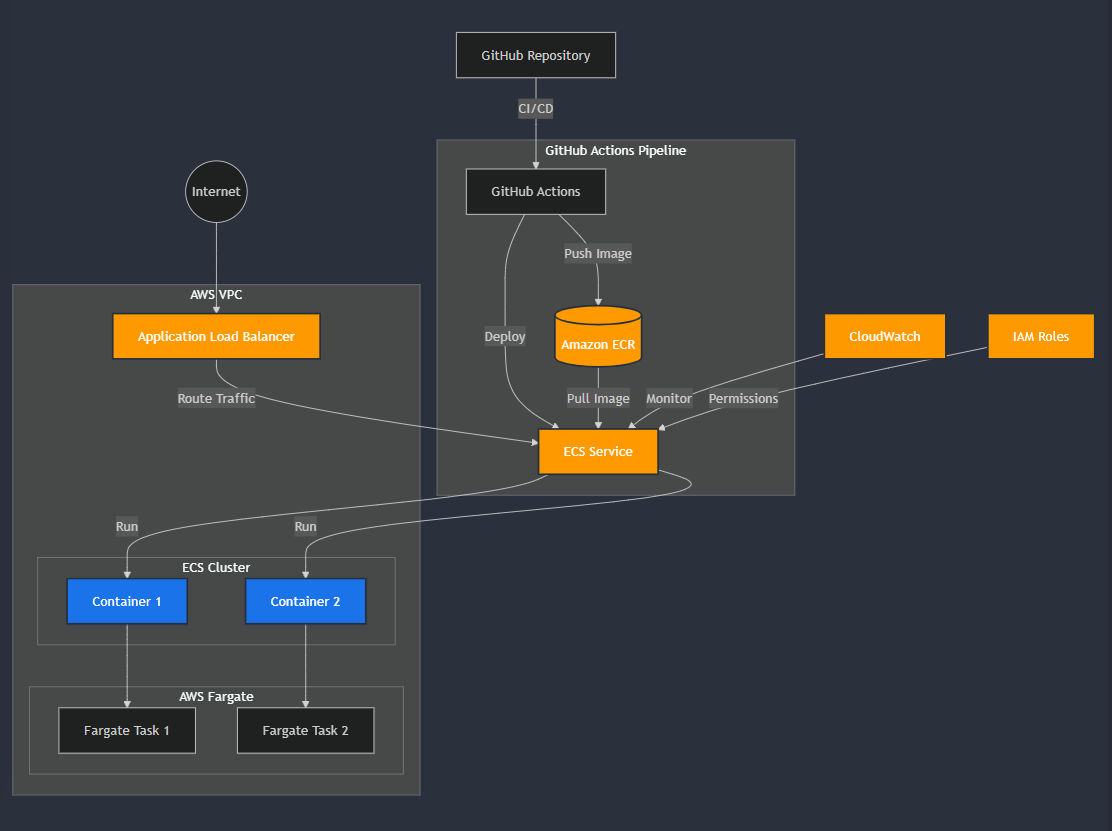 GitHub Repository
CI/CD
GitHub Actions Pipeline
GitHub Actions
Internet
Push Image
AWS VPC
Application Load Balancer
Deploy
Amazon ECR
CloudWatch
IAM Roles
Route Traffic
Pull Image
Monitor
Permissions
ECS Service
Run
Run
ECS Cluster
Container 1
Container 2
AWS Fargate
Fargate Task 1
Fargate Task 2